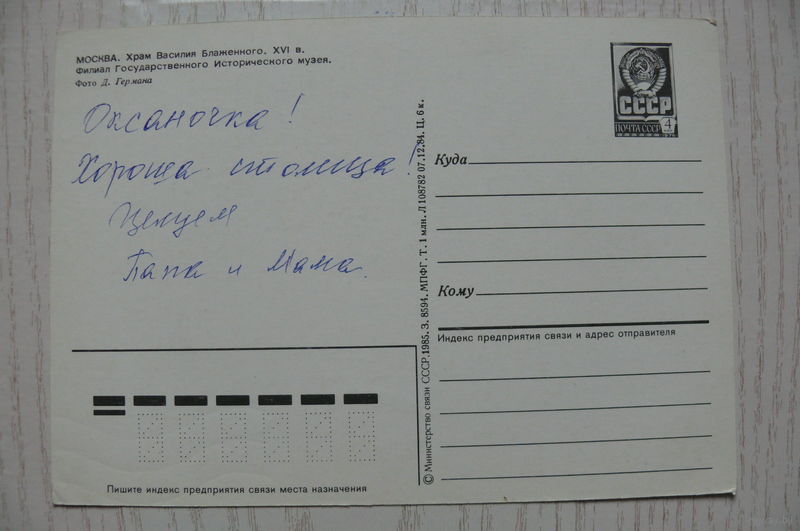 МОСКВА. Храм Василия Блаженного. XVI в.
Филиал Государственного Исторического музея.
Фото Д. Германа
Оксаночка!
Хороша столица!
Целуем
Папа и Мама.
СССР
ПОЧТА СССР 4
Куда
Кому
Индекс предприятия связи и адрес отправителя
© Министерство связи СССР, 1985. З. 8594. МПФГ. Т. 1 млн. Л 108782 07.12.84. Ц. 6 к.
Пишите индекс предприятия связи места назначения